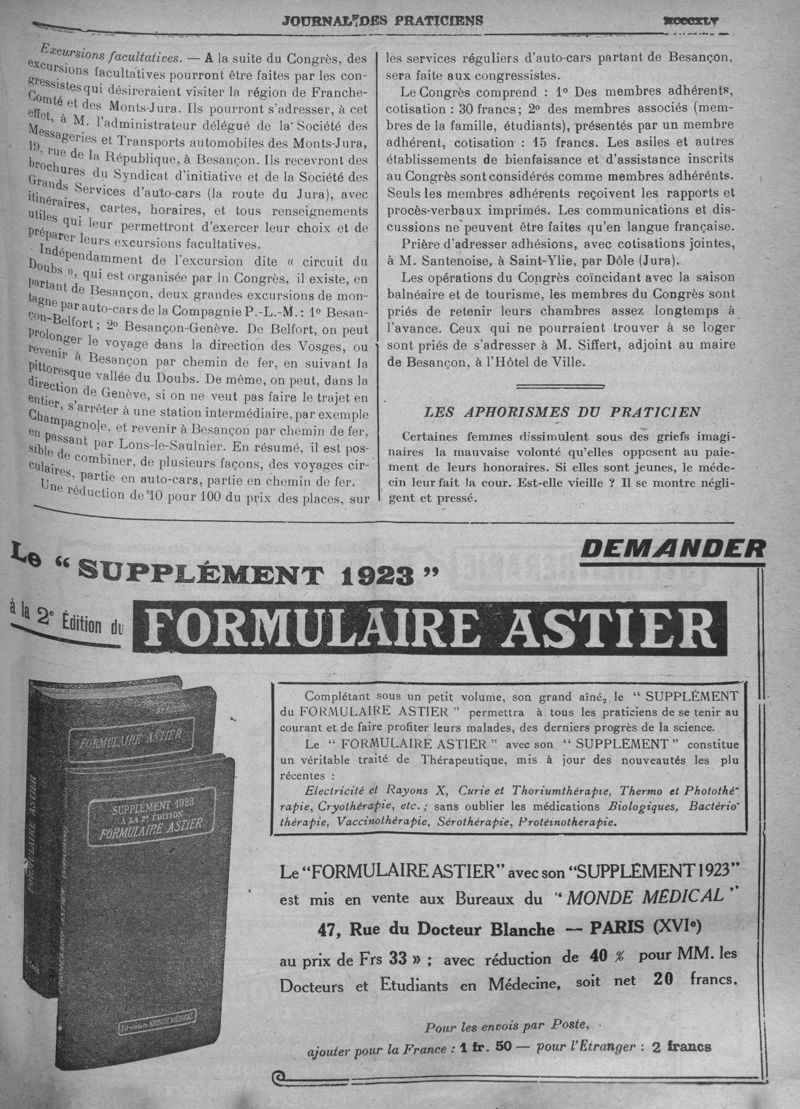 JOURNAL DES PRATICIENS
MCCCXLV
Excursions facultatives. — A la suite du Congrès, des
excursions facultatives pourront être faites par les con-
gressistes qui désireraient visiter la région de Franche-
Comté et des Monts-Jura. Ils pourront s'adresser, à cet
effet, à M. l'administrateur délégué de la Société des
Messageries et Transports automobiles des Monts-Jura,
19, rue de la République, à Besançon. Ils recevront des
brochures du Syndicat d'initiative et de la Société des
Grands Services d'auto-cars (la route du Jura), avec
itinéraires, cartes, horaires, et tous renseignements
utiles qui leur permettront d'exercer leur choix et de
préparer leurs excursions facultatives.
Indépendamment de l'excursion dite « circuit du
Doubs », qui est organisée par ln Congrès, il existe, en
partant de Besançon, deux grandes excursions de mon-
tagne par auto-cars de la Compagnie P.-L.-M. : 1º Besan-
çon-Belfort ; 2º Besançon-Genève. De Belfort, on peut
prolonger le voyage dans la direction des Vosges, ou
revenir à Besançon par chemin de fer, en suivant la
pittoresque vallée du Doubs. De même, on peut, dans la
direction de Genève, si on ne veut pas faire le trajet en
entier, s'arrêter à une station intermédiaire, par exemple
Champagnole, et revenir à Besançon par chemin de fer,
en passant par Lons-le-Saulnier. En résumé, il est pos-
sible de combiner, de plusieurs façons, des voyages cir-
culaires, partie en auto-cars, partie en chemin de fer.
Une réduction de 10 pour 100 du prix des places, sur
les services réguliers d'auto-cars partant de Besançon,
sera faite aux congressistes.
Le Congrès comprend : 1º Des membres adhérents,
cotisation : 30 francs ; 2º des membres associés (mem-
bres de la famille, étudiants), présentés par un membre
adhérent, cotisation : 15 francs. Les asiles et autres
établissements de bienfaisance et d'assistance inscrits
au Congrès sont considérés comme membres adhérénts.
Seuls les membres adhérents reçoivent les rapports et
procès-verbaux imprimés. Les communications et dis-
cussions ne peuvent être faites qu'en langue française.
Prière d'adresser adhésions, avec cotisations jointes,
à M. Santenoise, à Saint-Ylie, par Dôle (Jura).
Les opérations du Congrès coïncidant avec la saison
balnéaire et de tourisme, les membres du Congrès sont
priés de retenir leurs chambres assez longtemps à
l'avance. Ceux qui ne pourraient trouver à se loger
sont priés de s'adresser à M. Siffert, adjoint au maire
de Besançon, à l'Hôtel de Ville.
LES APHORISMES DU PRATICIEN
Certaines femmes dissimulent sous des griefs imagi-
naires la mauvaise volonté qu'elles opposent au paie-
ment de leurs honoraires. Si elles sont jeunes, le méde-
cin leur fait la cour. Est-elle vieille ? Il se montre négli-
gent et pressé.
DEMANDER
Le " SUPPLÉMENT 1923 "
à la 2e Édition du
FORMULAIRE ASTIER
FORMULAIRE ASTIER
FORMULAIRE ASTIER
SUPPLÉMENT 1923
A LA 2e ÉDITION
FORMULAIRE ASTIER
Librairie du MONDE MÉDICAL
Complétant sous un petit volume, son grand aîné, le " SUPPLÉMENT
du FORMULAIRE ASTIER " permettra à tous les praticiens de se tenir au
courant et de faire profiter leurs malades, des derniers progrès de la science.
Le " FORMULAIRE ASTIER " avec son " SUPPLÉMENT " constitue
un véritable traité de Thérapeutique, mis à jour des nouveautés les plu
récentes :
Electricité et Rayons X, Curie et Thoriumthérapie, Thermo et Photothé-
rapie, Cryothérapie, etc. ; sans oublier les médications Biologiques, Bactério-
thérapie, Vaccinothérapie, Sérothérapie, Protéinotherapie.
Le "FORMULAIRE ASTIER" avec son "SUPPLÉMENT 1923"
est mis en vente aux Bureaux du " MONDE MÉDICAL "
47, Rue du Docteur Blanche — PARIS (XVIe)
au prix de Frs 33 » ; avec réduction de 40 % pour MM. les
Docteurs et Etudiants en Médecine, soit net 20 francs.
Pour les envois par Poste,
ajouter pour la France : 1 fr. 50 — pour l'Etranger : 2 francs